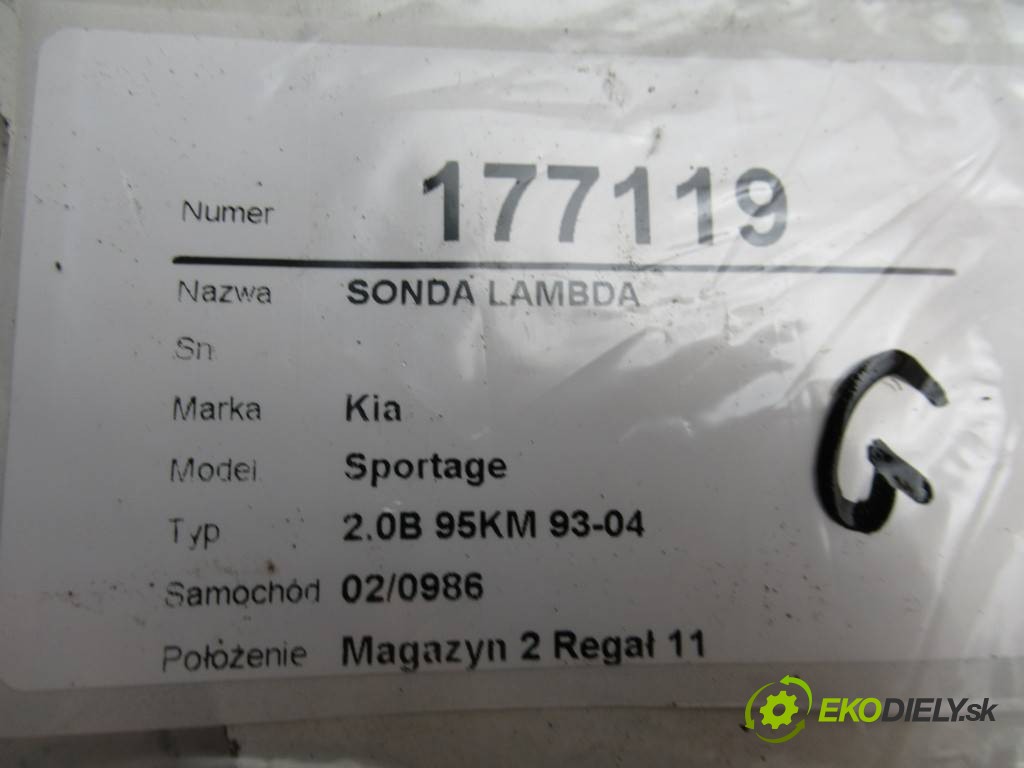 Numer 177119
Nazwa SONDA LAMBDA
Sn
Marka Kia
Model Sportage
Typ 2.0B 95KM 93-04
Samochód 02/0986
Położenie Magazyn 2 Regał 11
G
EKODIELY.sk